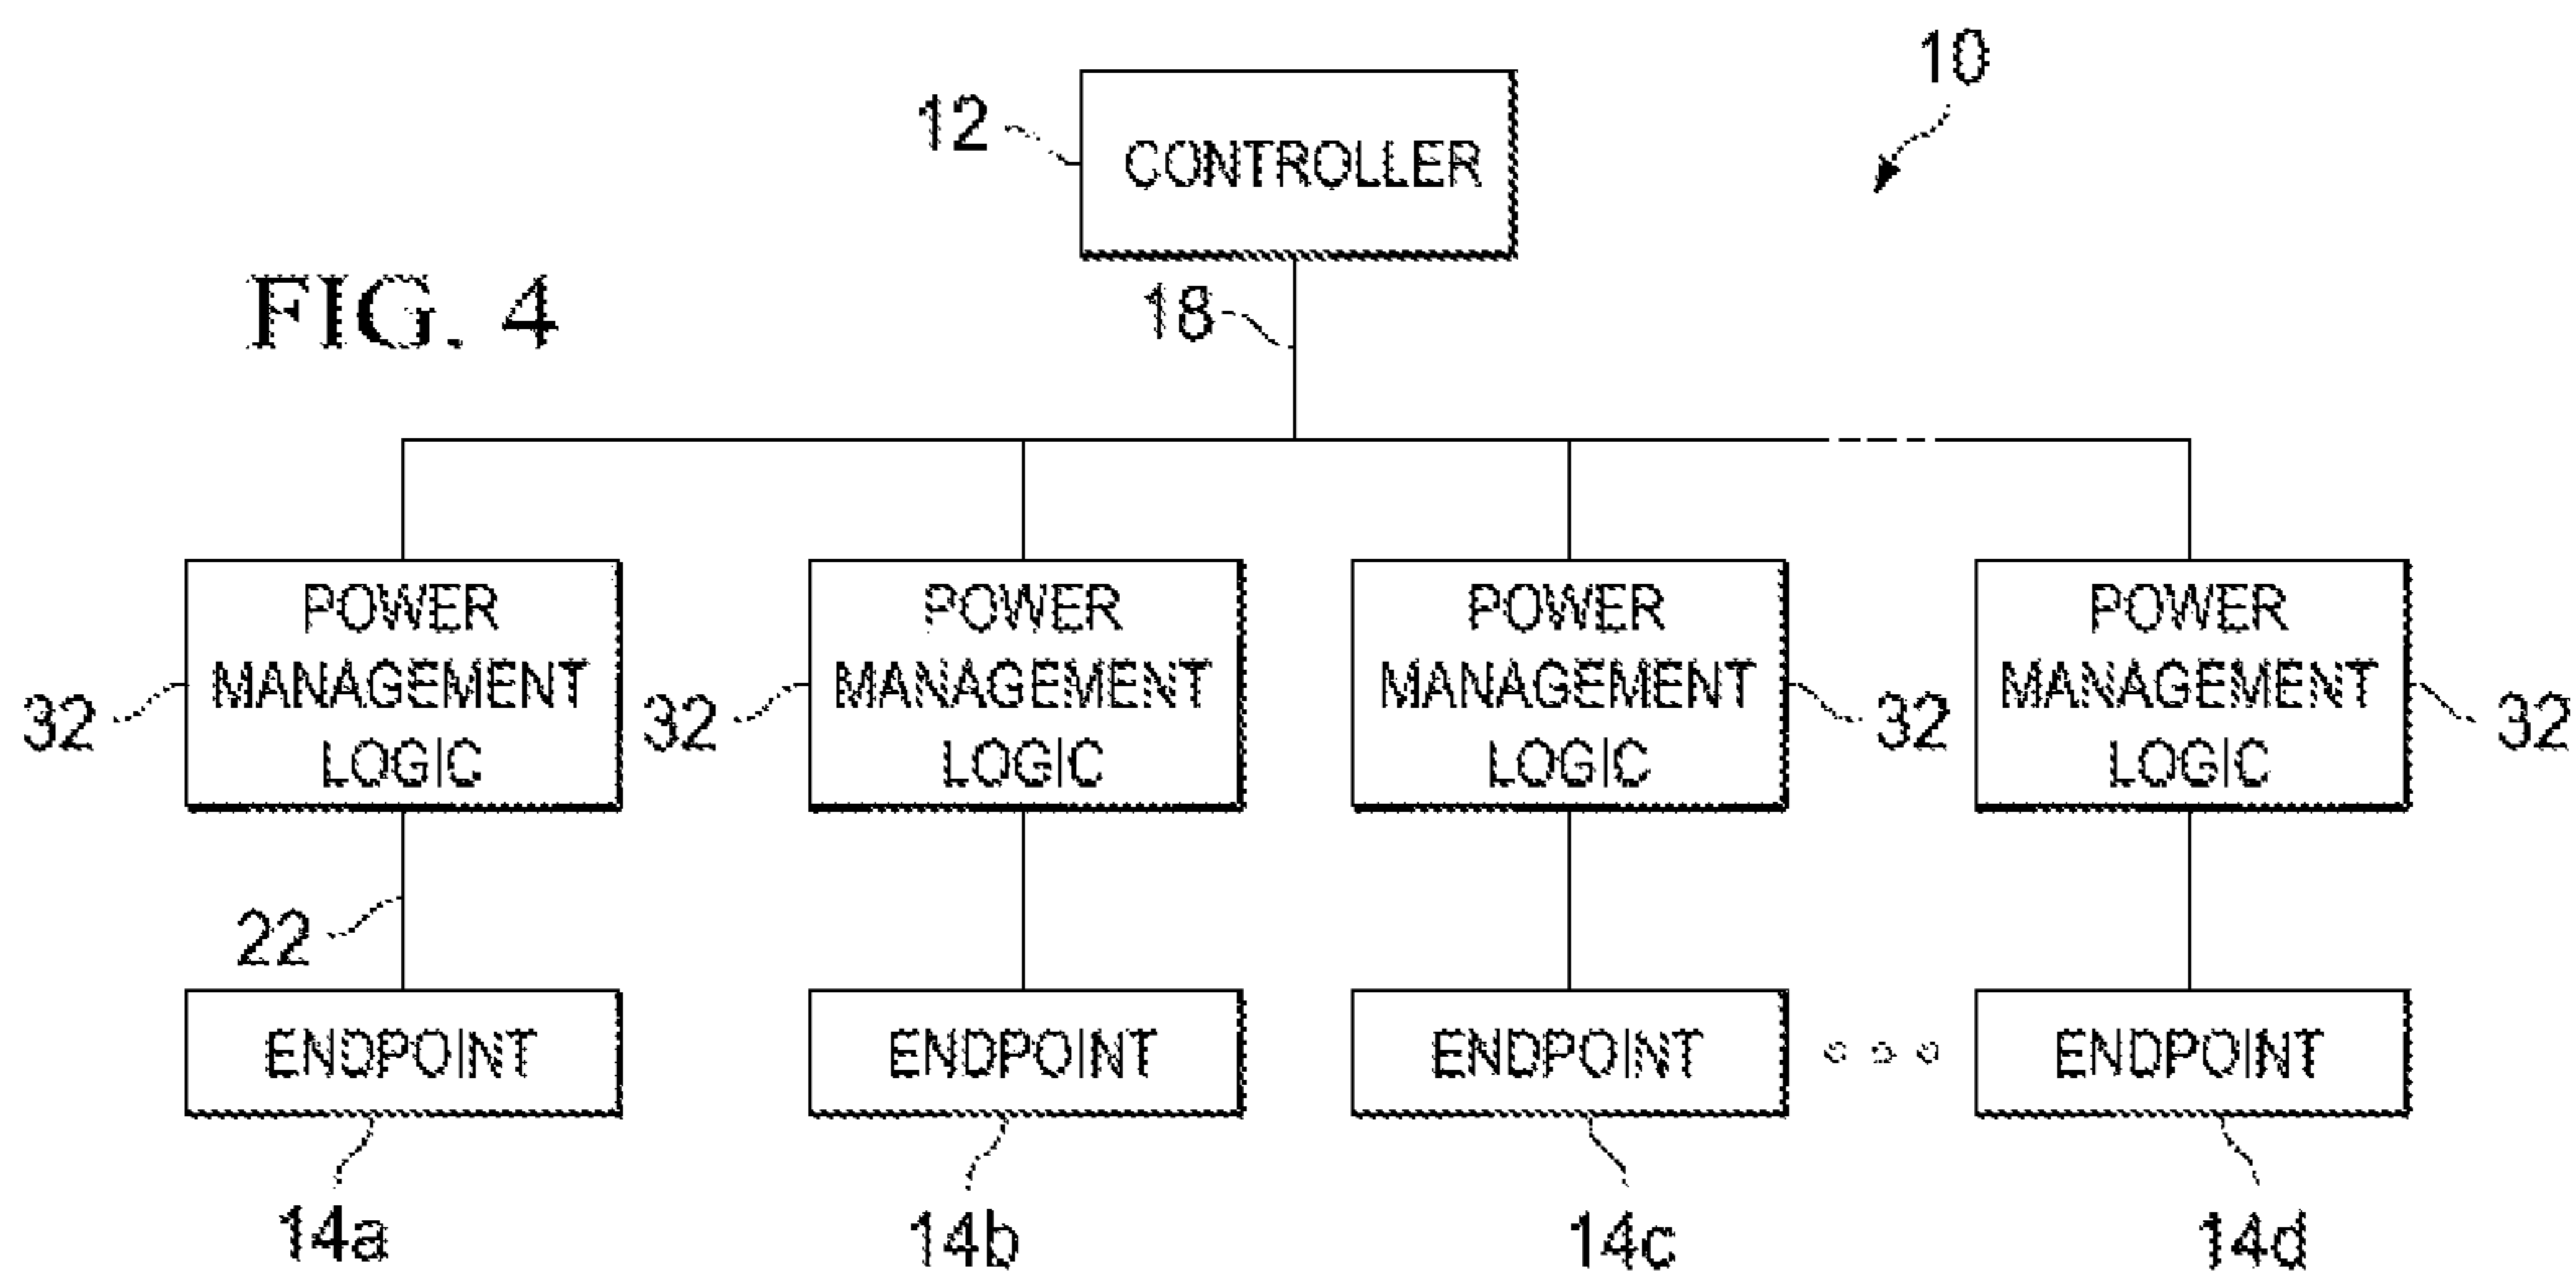 10
12
CONTROLLER
FIG. 4
18
POWER
MANAGEMENT
LOGIC
32
POWER
MANAGEMENT
LOGIC
32
POWER
MANAGEMENT
LOGIC
32
POWER
MANAGEMENT
LOGIC
32
22
ENDPOINT
ENDPOINT
ENDPOINT
ENDPOINT
14a
14b
14c
14d